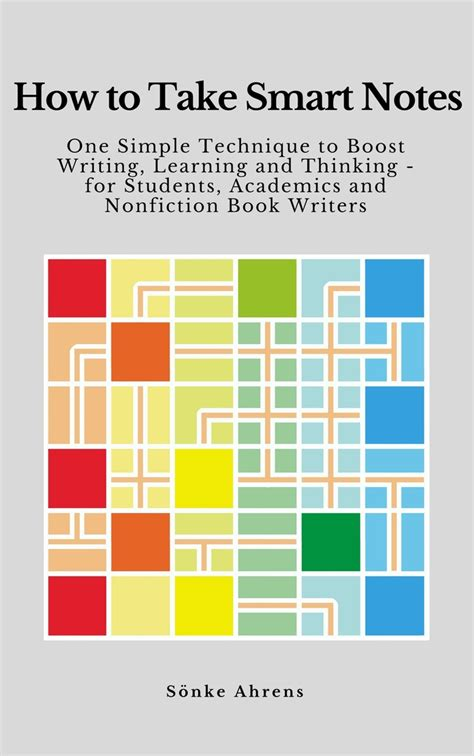 How to Take Smart Notes
One Simple Technique to Boost
Writing, Learning and Thinking -
for Students, Academics and
Nonfiction Book Writers
Sönke Ahrens